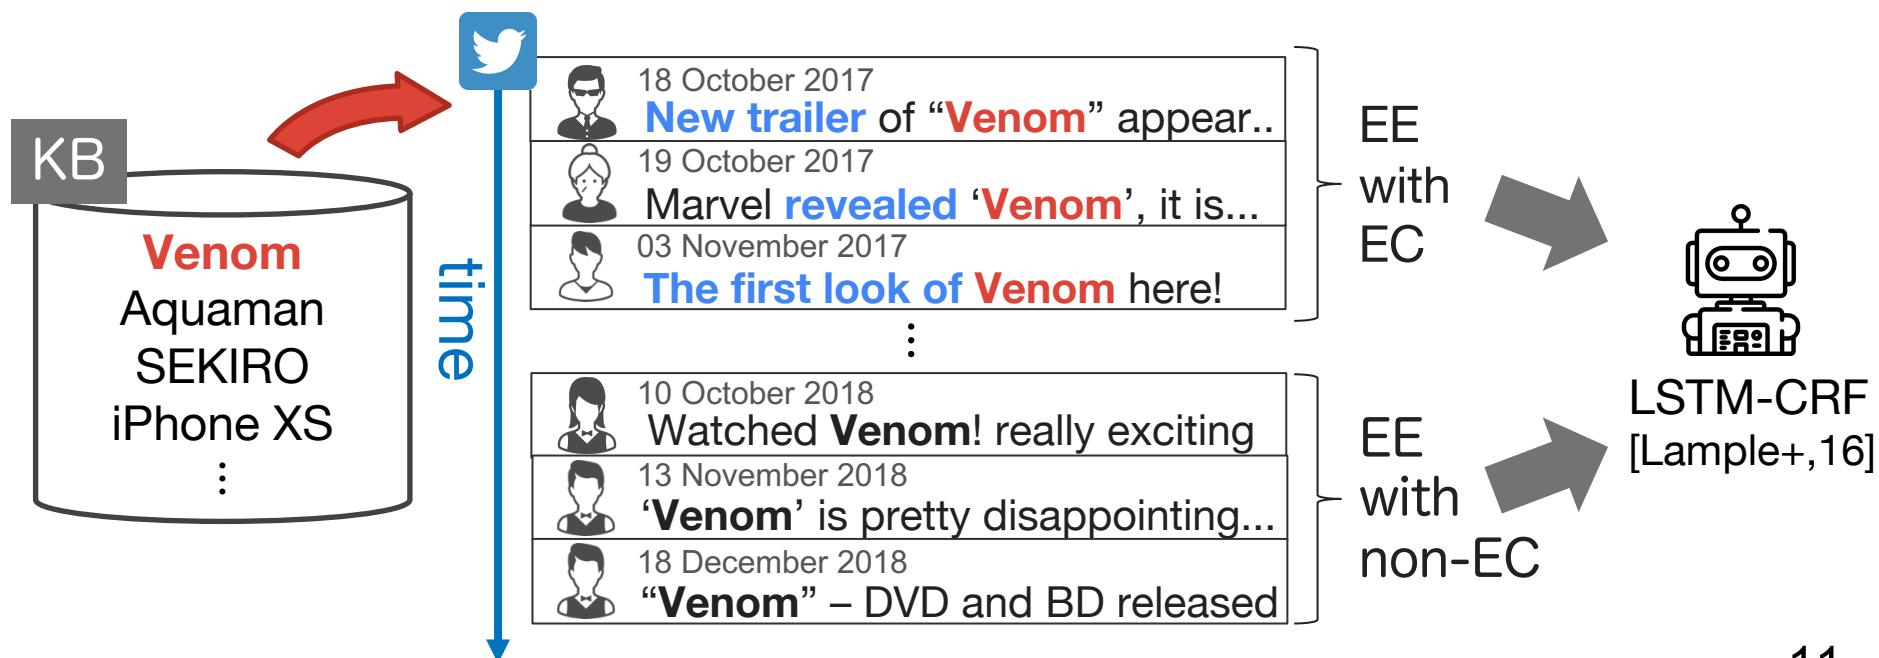 KB
Venom
Aquaman
SEKIRO
iPhone XS
⋮
time
18 October 2017
New trailer of “Venom” appear..
19 October 2017
Marvel revealed ‘Venom’, it is...
03 November 2017
The first look of Venom here!
⋮
10 October 2018
Watched Venom! really exciting
13 November 2018
‘Venom’ is pretty disappointing...
18 December 2018
“Venom” – DVD and BD released
EE
with
EC
EE
with
non-EC
LSTM-CRF
[Lample+,16]
11